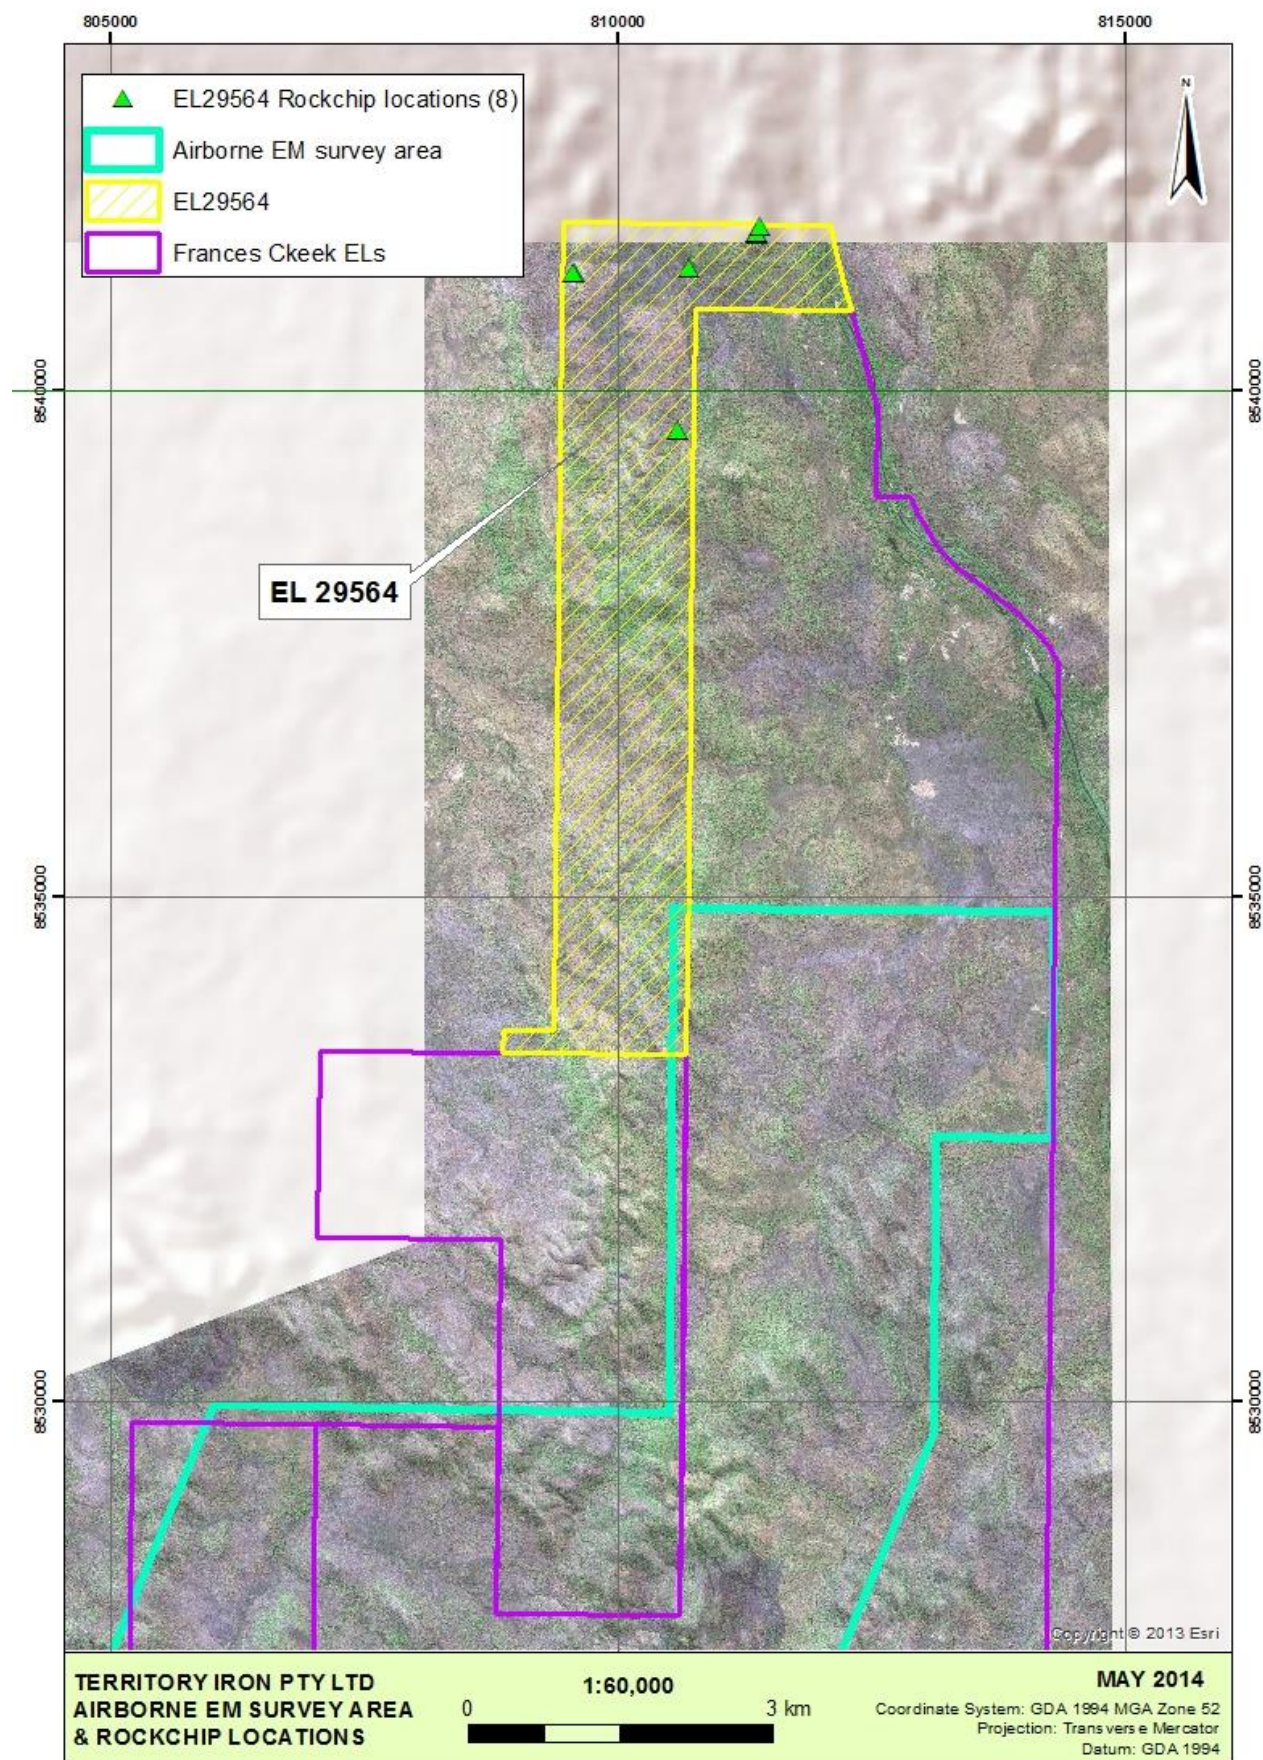 805000
810000
815000
EL29564 Rockchip locations (8)
Airborne EM survey area
EL29564
Frances Ckeek ELs
N
8540000
8540000
EL 29564
8535000
8535000
8530000
8530000
Copyright © 2013 Esri
TERRITORY IRON PTY LTD
AIRBORNE EM SURVEY AREA
& ROCKCHIP LOCATIONS
1:60,000
0
3 km
MAY 2014
Coordinate System: GDA 1994 MGA Zone 52
Projection: Transverse Mercator
Datum: GDA 1994